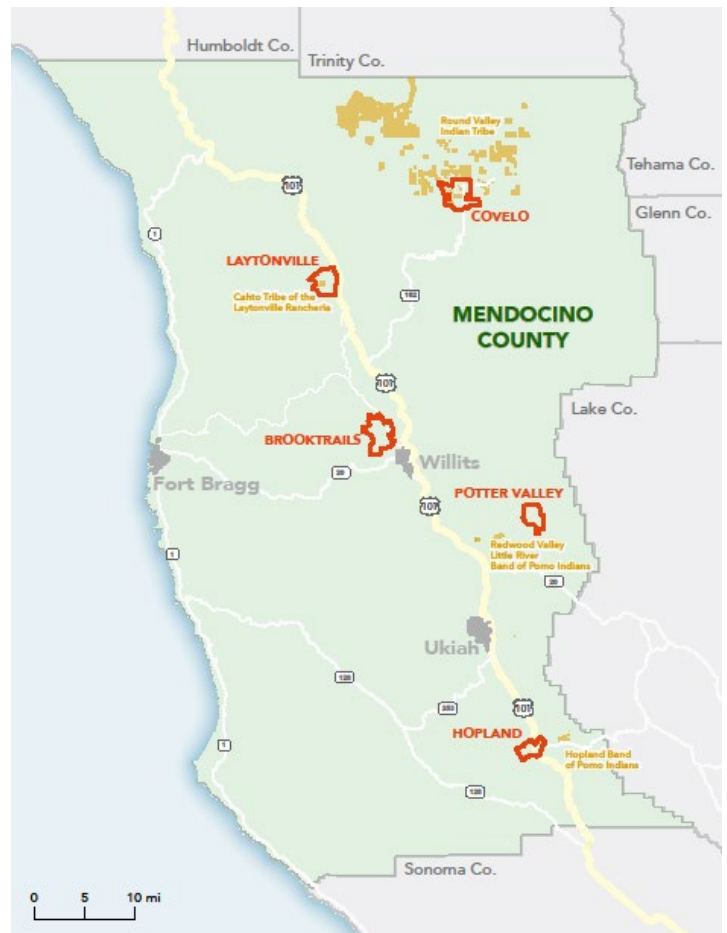 Humboldt Co.
Trinity Co.
Round Valley
Indian Tribe
Tehama Co.
101
COVELO
Glenn Co.
1
LAYTONVILLE
Cahto Tribe of the
Laytonville Rancheria
162
MENDOCINO
COUNTY
101
Lake Co.
BROOKTRAILS
Willits
20
Fort Bragg
POTTER VALLEY
101
Redwood Valley
Little River
Band of Pomo Indians
1
20
Ukiah
128
253
101
HOPLAND
1
Hopland Band
of Pomo Indians
128
Sonoma Co.
0 5 10 mi